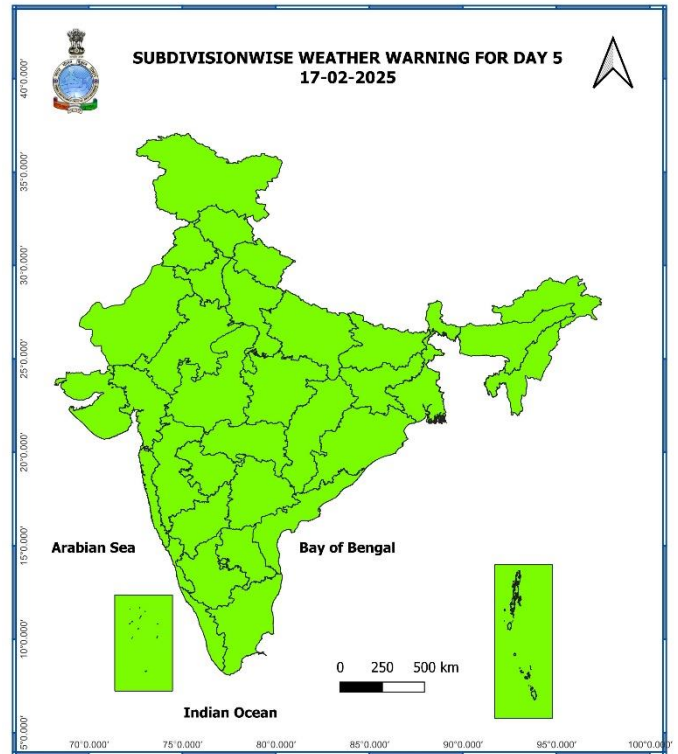 SUBDIVISIONWISE WEATHER WARNING FOR DAY 5
17-02-2025
40°0.000'
35°0.000'
30°0.000'
25°0.000'
20°0.000'
15°0.000'
10°0.000'
5°0.000'
Arabian Sea
Bay of Bengal
0 250 500 km
Indian Ocean
70°0.000' 75°0.000' 80°0.000' 85°0.000' 90°0.000' 95°0.000' 100°0.000'